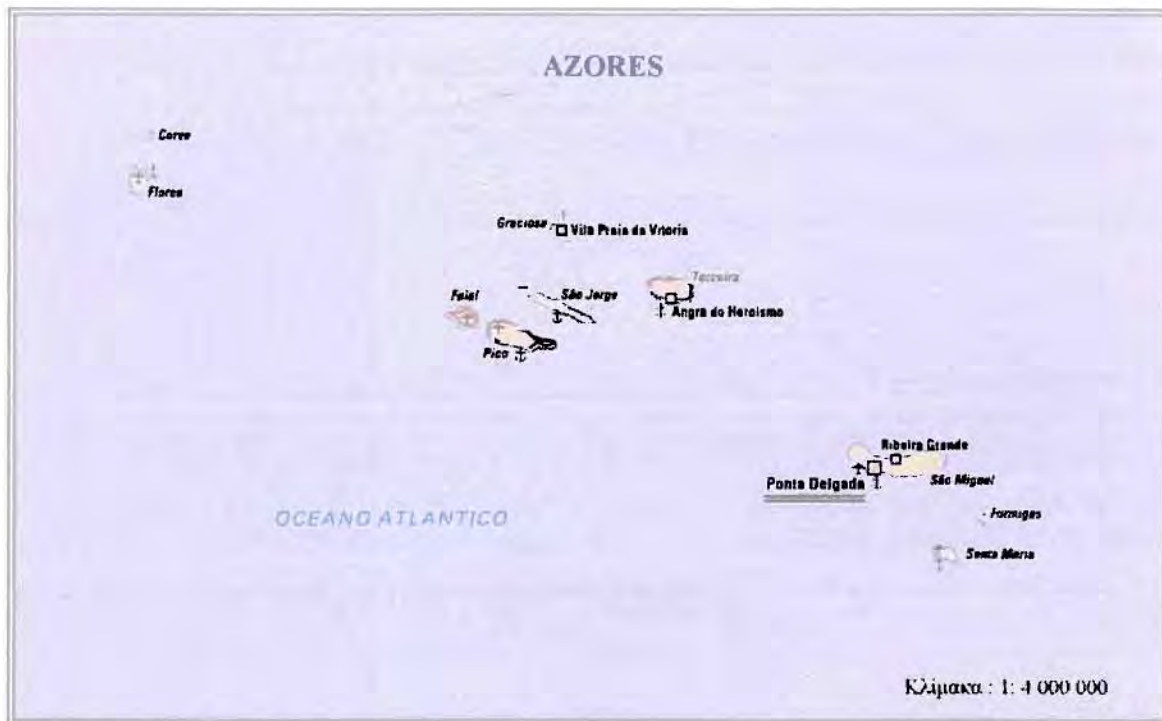 AZORES
Corvo
Flores
Graciosa
Vila Praia da Vitoria
Terceira
Faial
São Jorge
Angra do Heroismo
Pico
Ribeira Grande
Ponta Delgada
São Miguel
OCEANO ATLANTICO
Formigas
Santa Maria
Κλίμακα : 1: 4 000 000